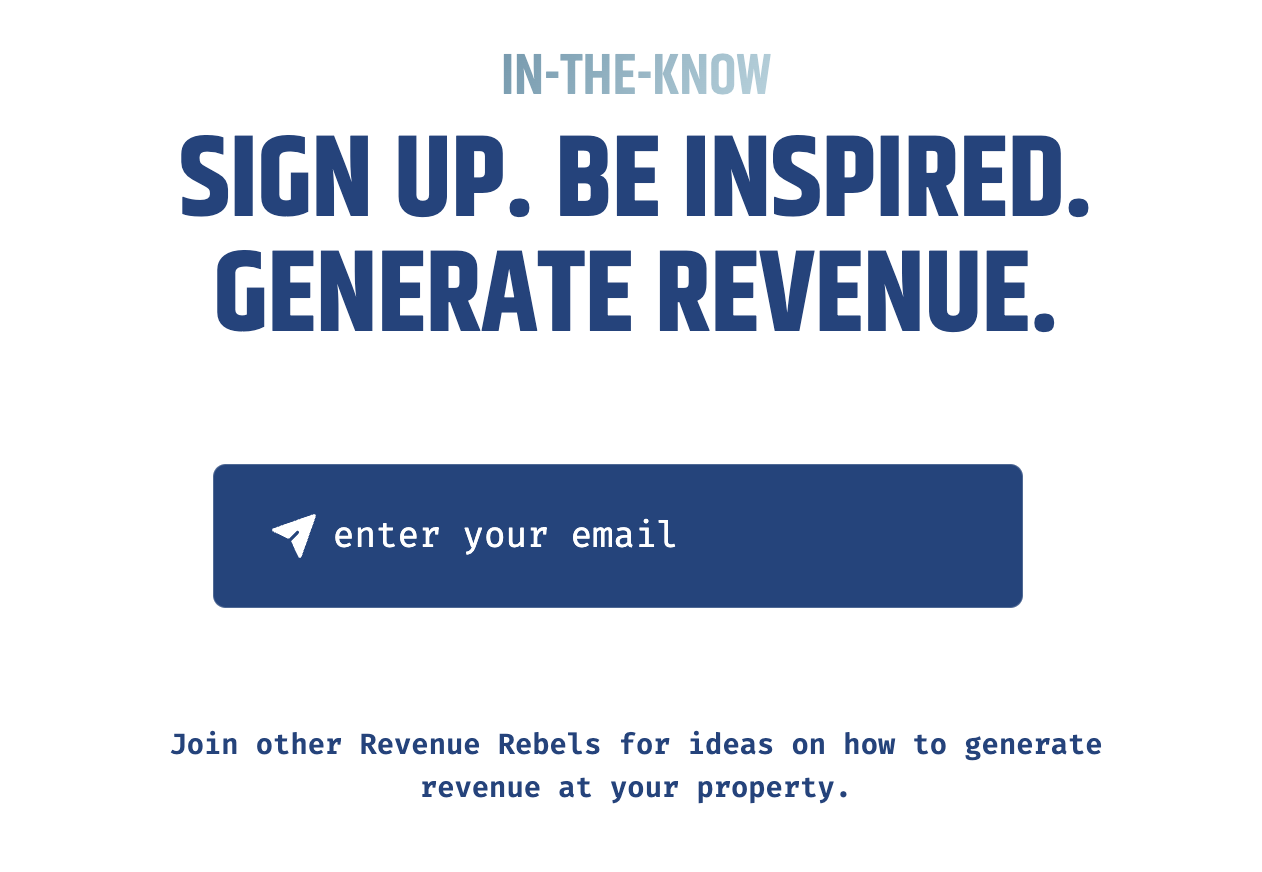 IN-THE-KNOW
SIGN UP. BE INSPIRED.
GENERATE REVENUE.
enter your email
Join other Revenue Rebels for ideas on how to generate
revenue at your property.